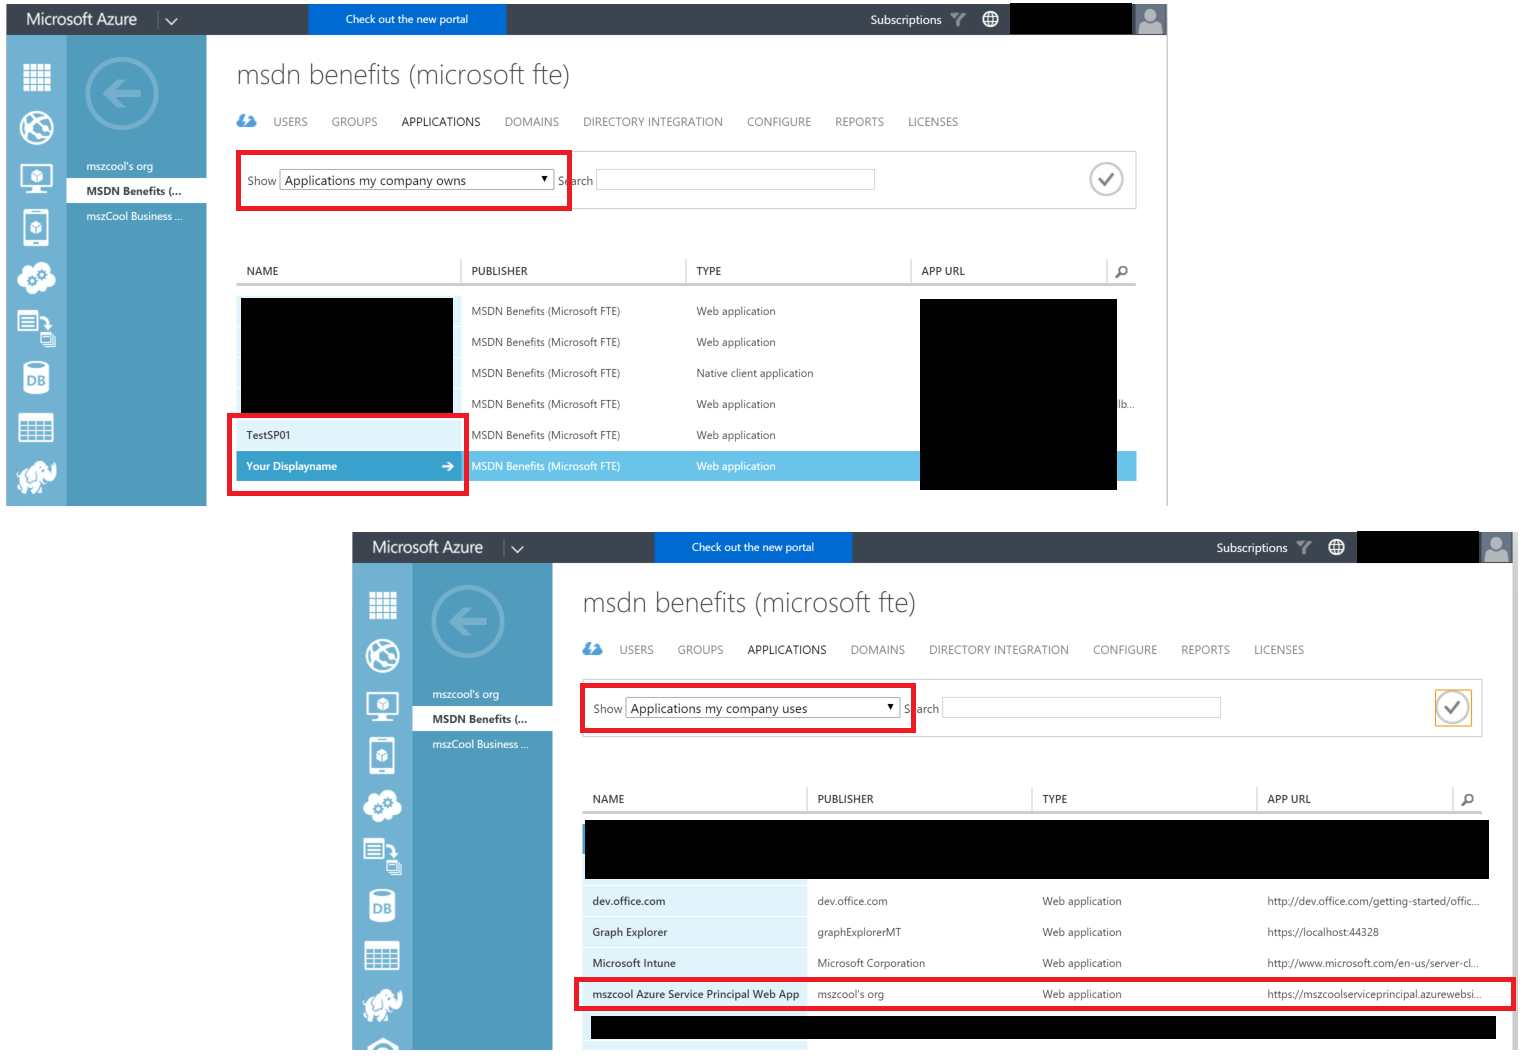 Microsoft Azure
Check out the new portal
Subscriptions
msdn benefits (microsoft fte)
USERS GROUPS APPLICATIONS DOMAINS DIRECTORY INTEGRATION CONFIGURE REPORTS LICENSES
mszcool's org
MSDN Benefits (...
mszCool Business ...
Show Applications my company owns Search
NAME PUBLISHER TYPE APP URL
MSDN Benefits (Microsoft FTE) Web application
MSDN Benefits (Microsoft FTE) Web application
MSDN Benefits (Microsoft FTE) Native client application
MSDN Benefits (Microsoft FTE) Web application lb...
TestSP01 MSDN Benefits (Microsoft FTE) Web application
Your Displayname MSDN Benefits (Microsoft FTE) Web application
DB
Microsoft Azure
Check out the new portal
Subscriptions
msdn benefits (microsoft fte)
USERS GROUPS APPLICATIONS DOMAINS DIRECTORY INTEGRATION CONFIGURE REPORTS LICENSES
mszcool's org
MSDN Benefits (...
mszCool Business ...
Show Applications my company uses Search
NAME PUBLISHER TYPE APP URL
dev.office.com dev.office.com Web application http://dev.office.com/getting-started/offic...
Graph Explorer graphExplorerMT Web application https://localhost:44328
Microsoft Intune Microsoft Corporation Web application http://www.microsoft.com/en-us/server-cl...
mszcool Azure Service Principal Web App mszcool's org Web application https://mszcoolserviceprincipal.azurewebsi...
DB